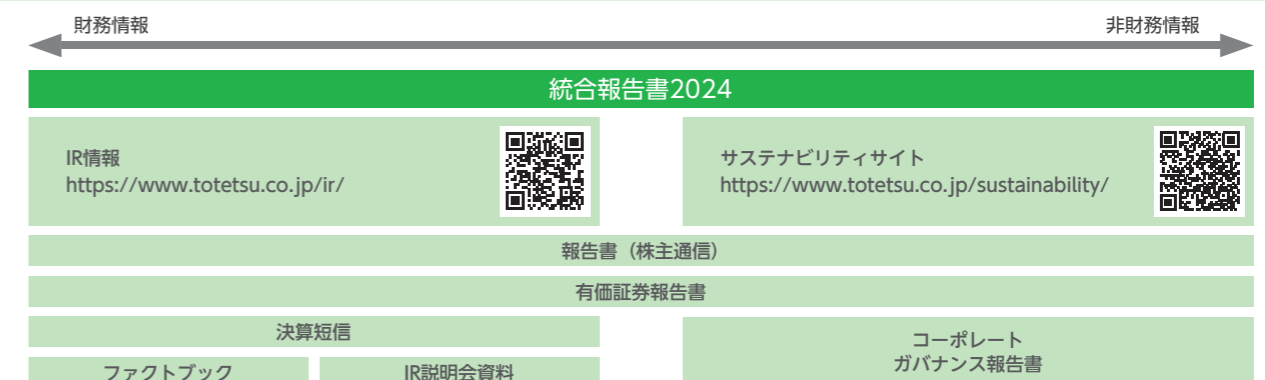 財務情報
非財務情報
統合報告書2024
IR情報
https://www.totetsu.co.jp/ir/
サステナビリティサイト
https://www.totetsu.co.jp/sustainability/
報告書（株主通信）
有価証券報告書
決算短信
コーポレート
ガバナンス報告書
ファクトブック
IR説明会資料